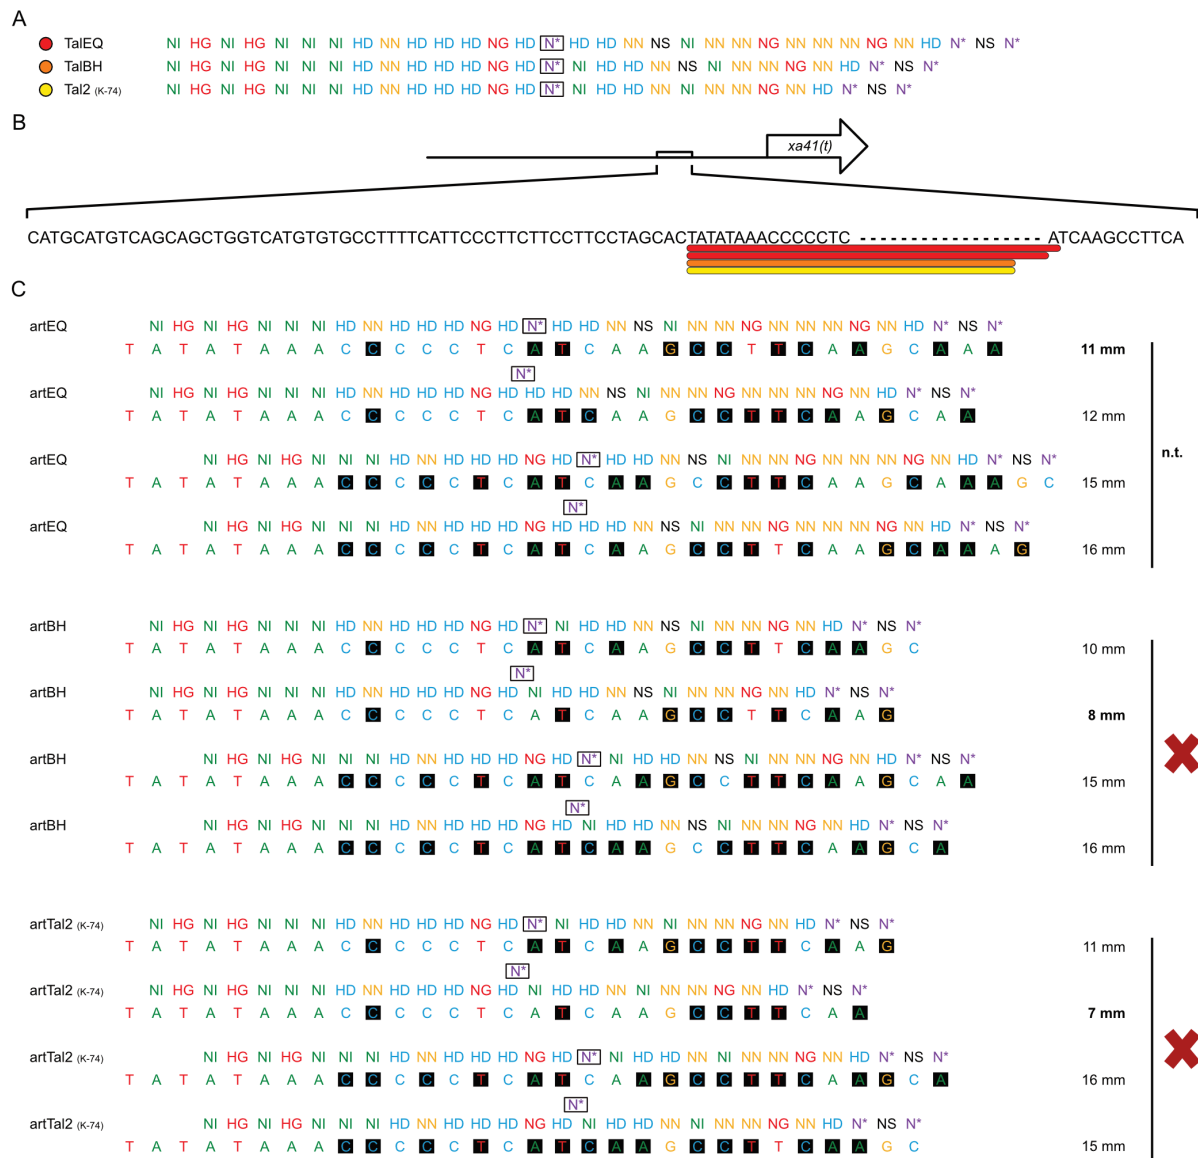 A
TalEQ NI HG NI HG NI NI NI HD NN HD HD HD NG HD N* HD HD NN NS NI NN NN NG NN NN NN NG NN HD N* NS N*
TalBH NI HG NI HG NI NI NI HD NN HD HD HD NG HD N* NI HD HD NN NS NI NN NN NG NN HD N* NS N*
Tal2 (K-74) NI HG NI HG NI NI NI HD NN HD HD HD NG HD N* NI HD HD NN NI NN NN NG NN HD N* NS N*
B
xa41(t)
CATGCATGTCAGCAGCTGGTCATGTGTGCCTTTTCATTCCCTTCTTCCTTCCTAGCACTATATAAACCCCCTC ------------------ ATCAAGCCTTCA
C
artEQ NI HG NI HG NI NI NI HD NN HD HD HD NG HD N* HD HD NN NS NI NN NN NG NN NN NN NG NN HD N* NS N*
T A T A T A A A C C C C C T C A T C A A G C C T T C A A G C A A A 11 mm
N*
artEQ NI HG NI HG NI NI NI HD NN HD HD HD NG HD HD HD NN NS NI NN NN NG NN NN NN NG NN HD N* NS N*
T A T A T A A A C C C C C T C A T C A A G C C T T C A A G C A A 12 mm
n.t.
artEQ NI HG NI HG NI NI NI HD NN HD HD HD NG HD N* HD HD NN NS NI NN NN NG NN NN NN NG NN HD N* NS N*
T A T A T A A A C C C C C T C A T C A A G C C T T C A A G C A A A G C 15 mm
N*
artEQ NI HG NI HG NI NI NI HD NN HD HD HD NG HD HD HD NN NS NI NN NN NG NN NN NN NG NN HD N* NS N*
T A T A T A A A C C C C C T C A T C A A G C C T T C A A G C A A A G 16 mm
artBH NI HG NI HG NI NI NI HD NN HD HD HD NG HD N* NI HD HD NN NS NI NN NN NG NN HD N* NS N*
T A T A T A A A C C C C C T C A T C A A G C C T T C A A G C 10 mm
N*
artBH NI HG NI HG NI NI NI HD NN HD HD HD NG HD NI HD HD NN NS NI NN NN NG NN HD N* NS N*
T A T A T A A A C C C C C T C A T C A A G C C T T C A A G 8 mm
artBH NI HG NI HG NI NI NI HD NN HD HD HD NG HD N* NI HD HD NN NS NI NN NN NG NN HD N* NS N*
T A T A T A A A C C C C C T C A T C A A G C C T T C A A G C A A 15 mm
N*
artBH NI HG NI HG NI NI NI HD NN HD HD HD NG HD NI HD HD NN NS NI NN NN NG NN HD N* NS N*
T A T A T A A A C C C C C T C A T C A A G C C T T C A A G C A 16 mm
artTal2 (K-74) NI HG NI HG NI NI NI HD NN HD HD HD NG HD N* NI HD HD NN NI NN NN NG NN HD N* NS N*
T A T A T A A A C C C C C T C A T C A A G C C T T C A A G 11 mm
N*
artTal2 (K-74) NI HG NI HG NI NI NI HD NN HD HD HD NG HD NI HD HD NN NI NN NN NG NN HD N* NS N*
T A T A T A A A C C C C C T C A T C A A G C C T T C A A 7 mm
artTal2 (K-74) NI HG NI HG NI NI NI HD NN HD HD HD NG HD N* NI HD HD NN NI NN NN NG NN HD N* NS N*
T A T A T A A A C C C C C T C A T C A A G C C T T C A A G C A 16 mm
N*
artTal2 (K-74) NI HG NI HG NI NI NI HD NN HD HD HD NG HD NI HD HD NN NI NN NN NG NN HD N* NS N*
T A T A T A A A C C C C C T C A T C A A G C C T T C A A G C 15 mm